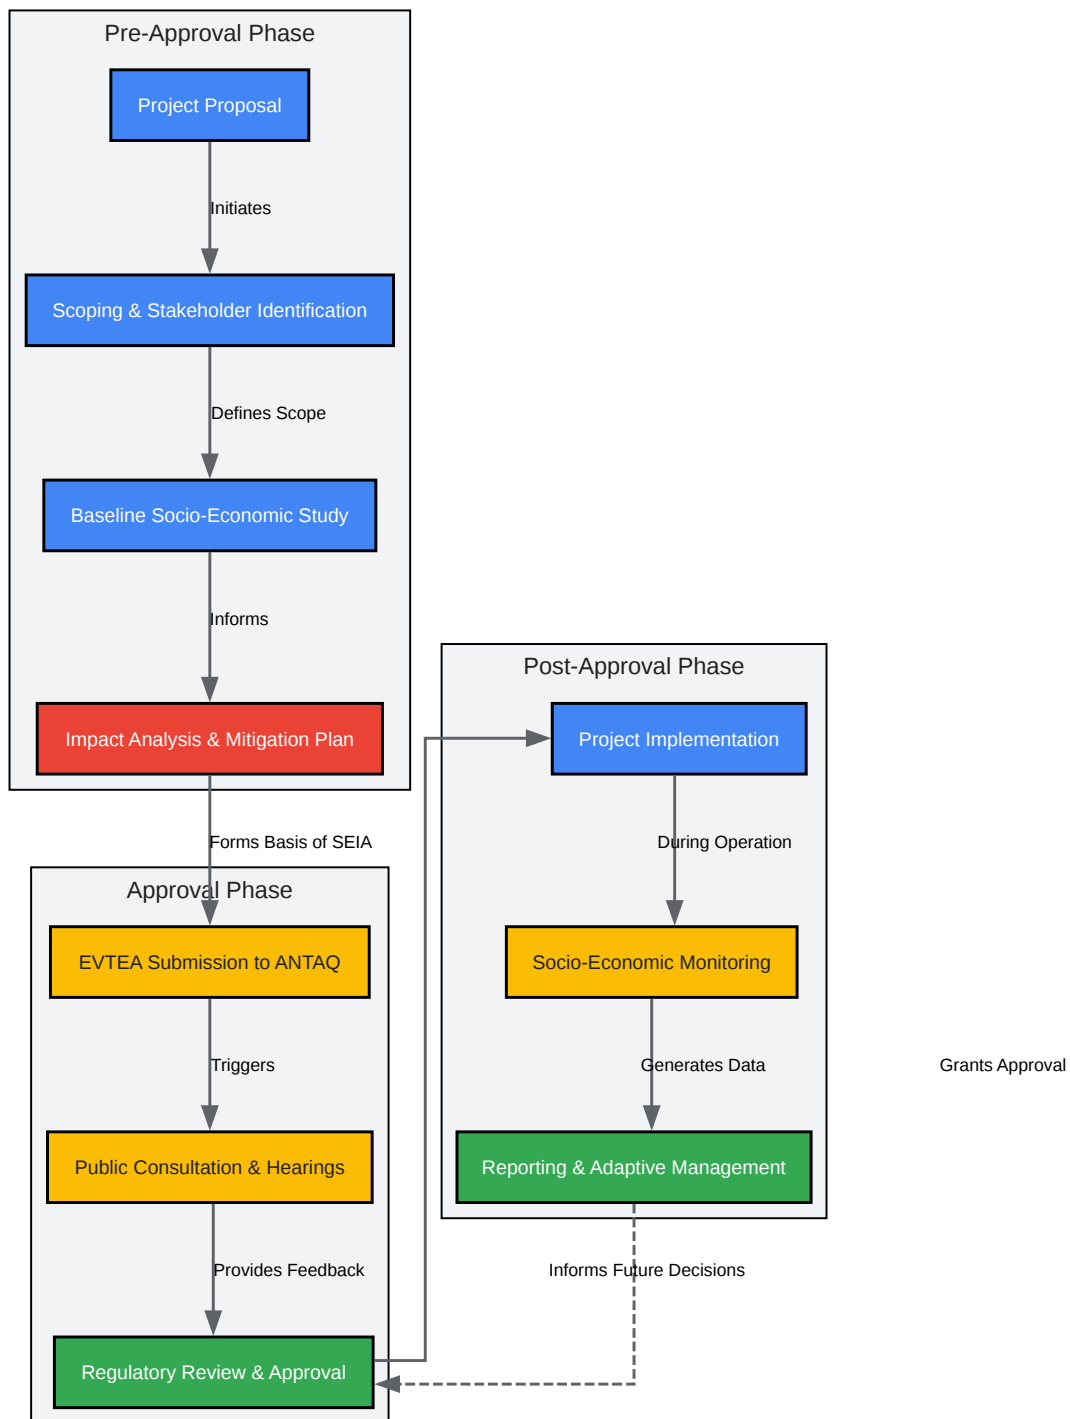 Pre-Approval Phase
Project Proposal
Initiates
Scoping & Stakeholder Identification
Defines Scope
Baseline Socio-Economic Study
Informs
Impact Analysis & Mitigation Plan
Forms Basis of SEIA
Approval Phase
EVTEA Submission to ANTAQ
Triggers
Public Consultation & Hearings
Provides Feedback
Regulatory Review & Approval
Post-Approval Phase
Project Implementation
During Operation
Socio-Economic Monitoring
Generates Data
Reporting & Adaptive Management
Informs Future Decisions
Grants Approval